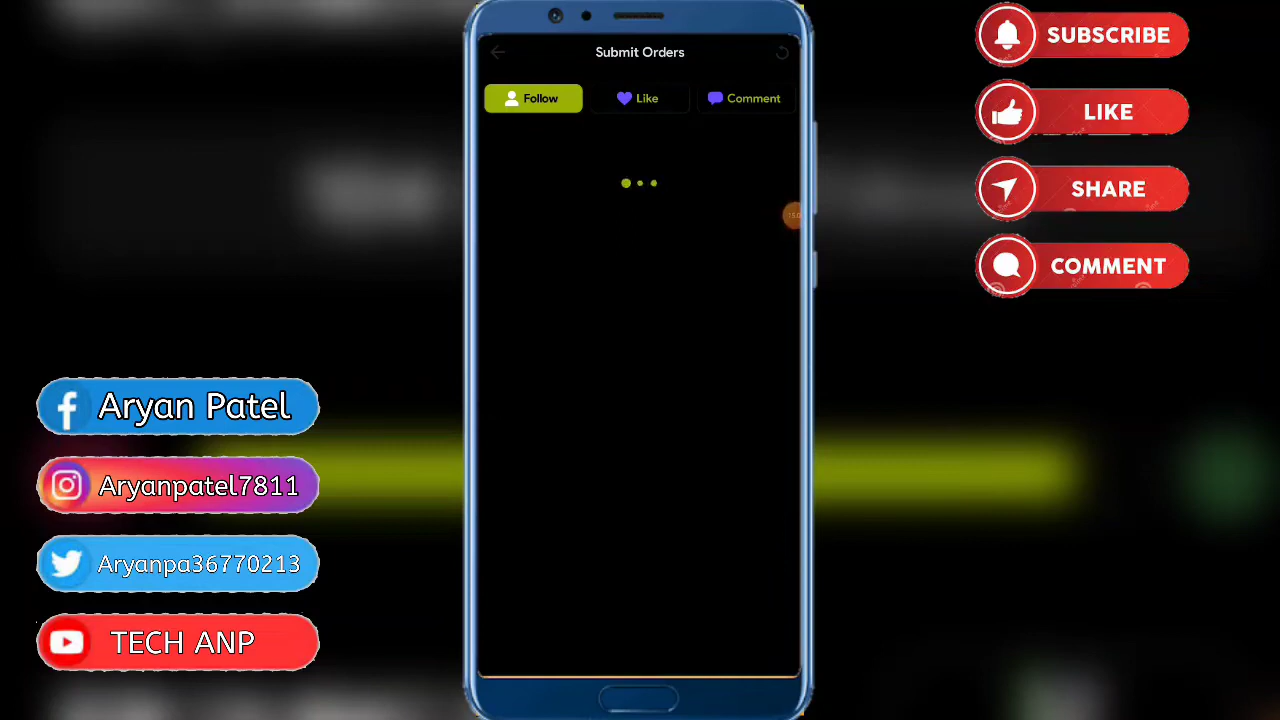 Submit Orders
Follow
Like
Comment
SUBSCRIBE
LIKE
SHARE
COMMENT
Aryan Patel
Aryanpatel7811
Aryanpa36770213
TECH ANP